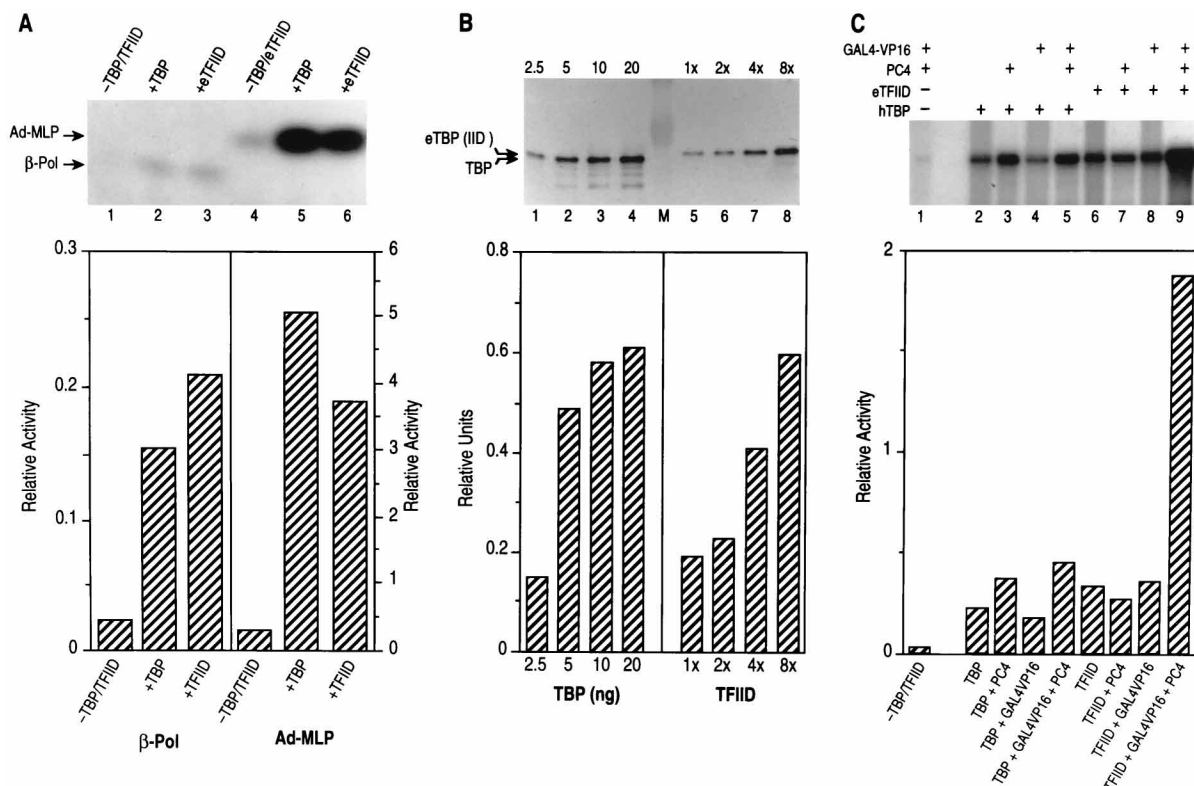 A
–TBP/TFIID
+TBP
+eTFIID
–TBP/eTFIID
+TBP
+eTFIID
Ad-MLP
β-Pol
1 2 3 4 5 6
0.3
0.2
0.1
0
Relative Activity
6
5
4
3
2
1
0
Relative Activity
–TBP/TFIID
+TBP
+TFIID
–TBP/TFIID
+TBP
+TFIID
β-Pol Ad-MLP
B
2.5 5 10 20 1x 2x 4x 8x
eTBP (IID )
TBP
1 2 3 4 M 5 6 7 8
0.8
0.6
0.4
0.2
0
Relative Units
2.5 5 10 20 1x 2x 4x 8x
TBP (ng) TFIID
C
GAL4-VP16 + + + + +
PC4 + + + + +
eTFIID – + + + +
hTBP – + + + +
1 2 3 4 5 6 7 8 9
2
1
0
Relative Activity
–TBP/TFIID
TBP
TBP + PC4
TBP + GAL4VP16
TBP + GAL4VP16 + PC4
TFIID
TFIID + PC4
TFIID + GAL4VP16
TFIID + GAL4VP16 + PC4